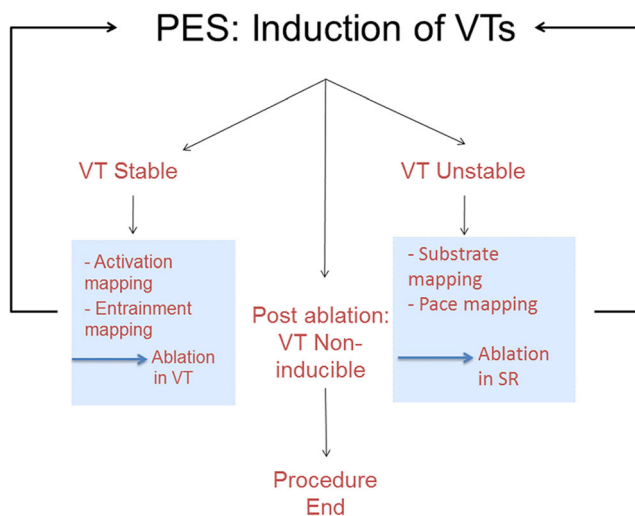 PES: Induction of VTs
VT Stable
VT Unstable
- Activation
mapping
- Entrainment
mapping
Ablation
in VT
Post ablation:
VT Non-
inducible
- Substrate
mapping
- Pace mapping
Ablation
in SR
Procedure
End